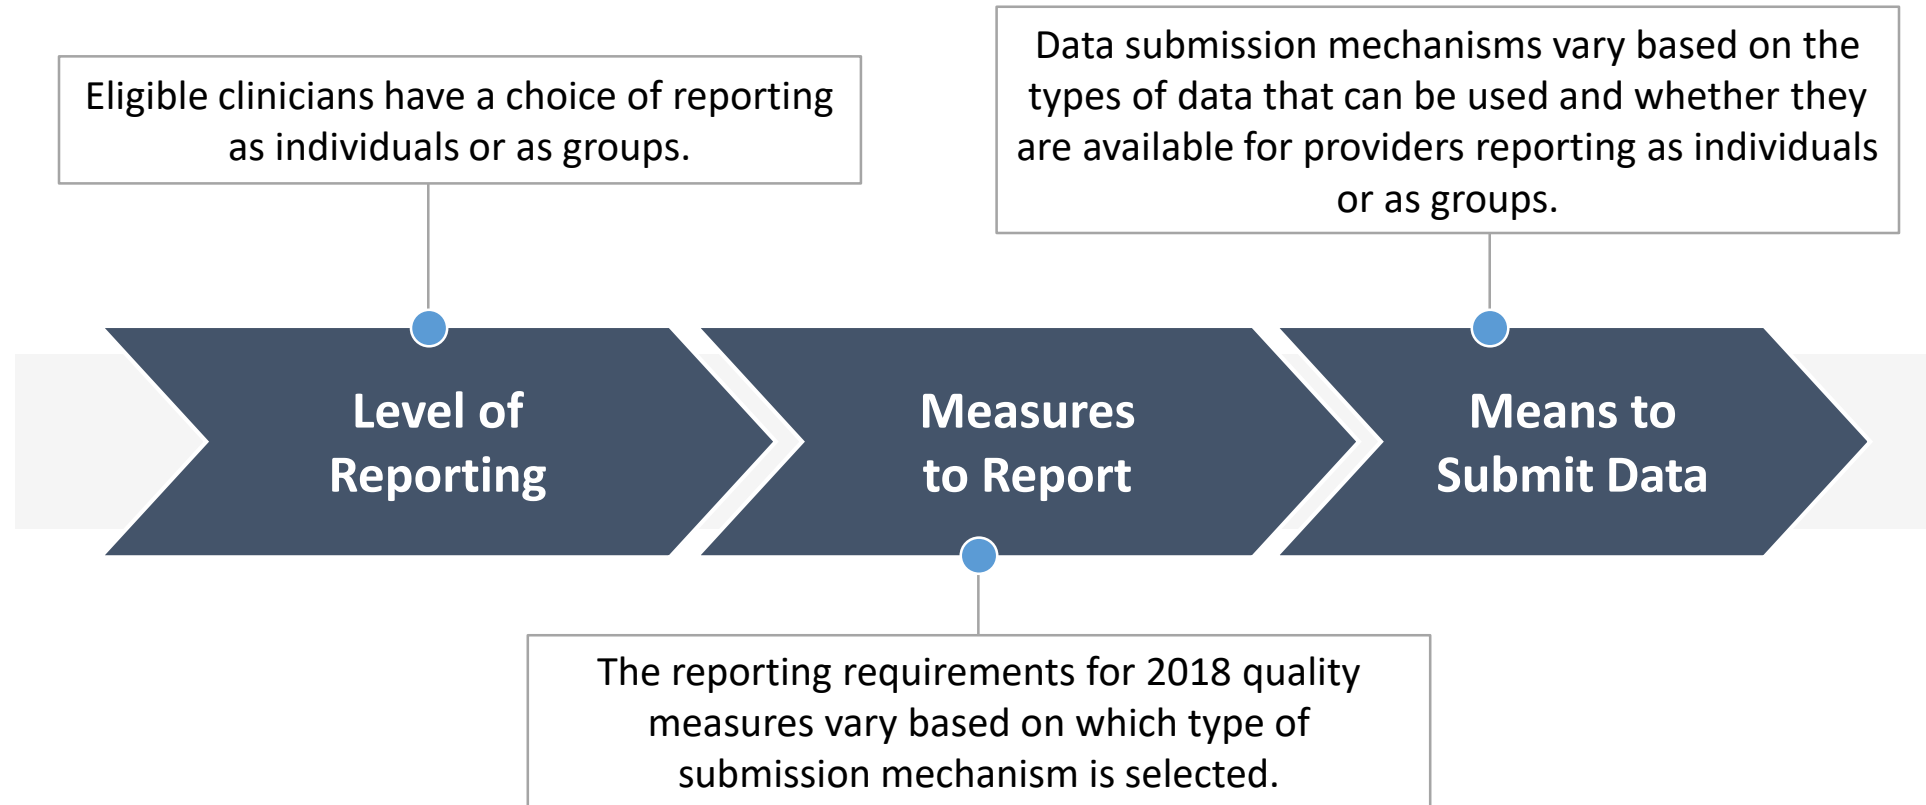 Eligible clinicians have a choice of reporting
as individuals or as groups.
Data submission mechanisms vary based on the
types of data that can be used and whether they
are available for providers reporting as individuals
or as groups.
Level of
Reporting
Measures
to Report
Means to
Submit Data
The reporting requirements for 2018 quality
measures vary based on which type of
submission mechanism is selected.